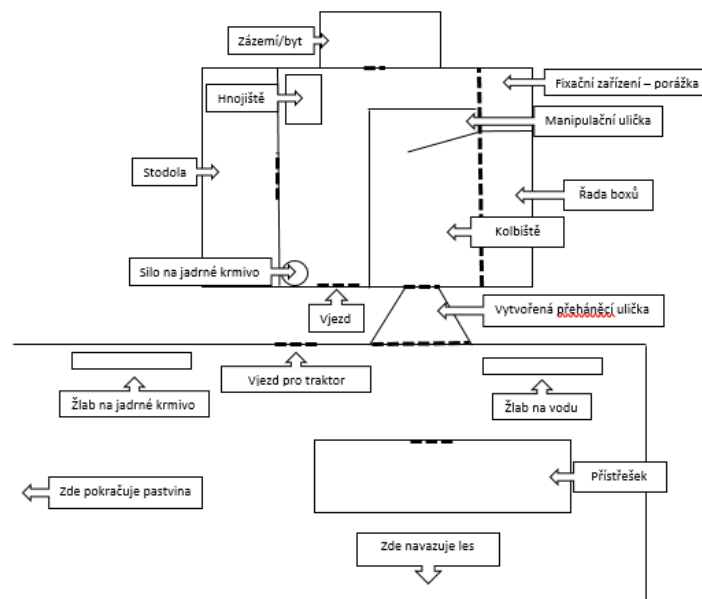 Zázemí/byt
Fixační zařízení – porážka
Hnojiště
Manipulační ulička
Stodola
Řada boxů
Kolbiště
Silo na jadrné krmivo
Vytvořená přeháněcí ulička
Vjezd
Vjezd pro traktor
Žlab na jadrné krmivo
Žlab na vodu
Přístřešek
Zde pokračuje pastvina
Zde navazuje les